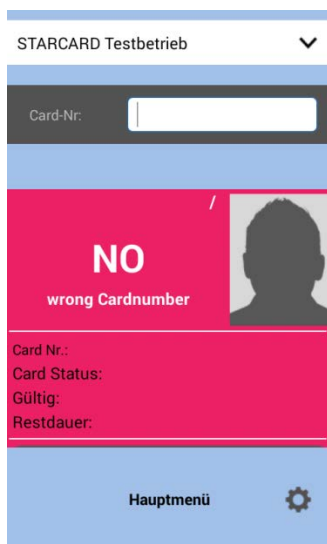 STARCARD Testbetrieb
Card-Nr:
/
NO
wrong Cardnumber
Card Nr.:
Card Status:
Gültig:
Restdauer:
Hauptmenü